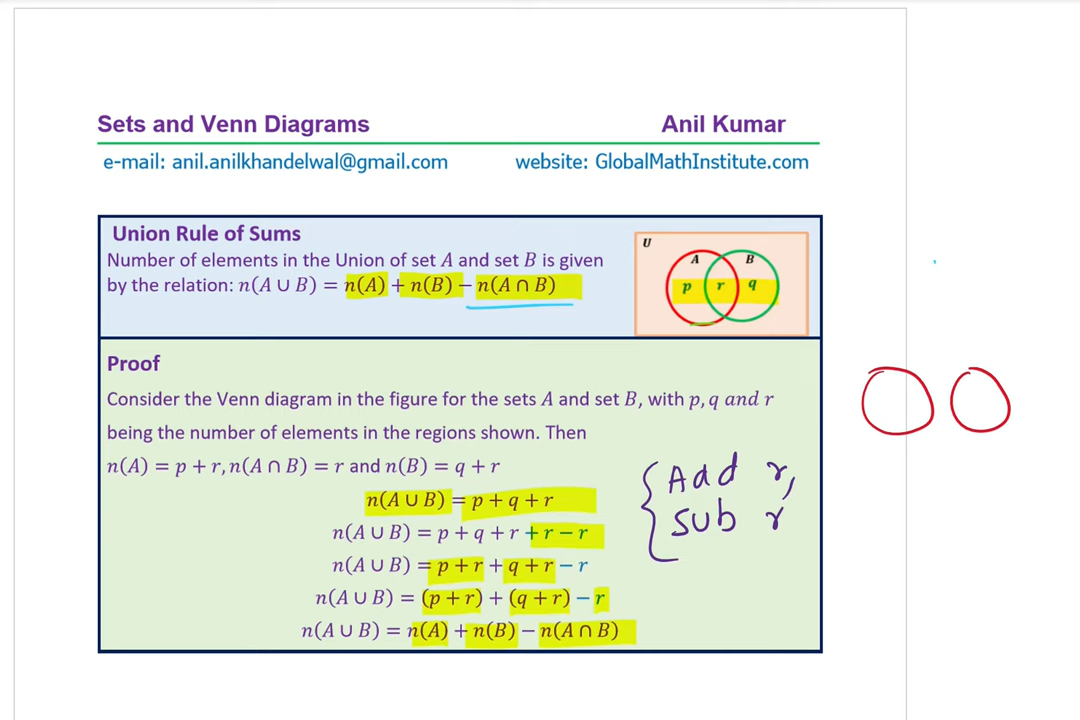 Sets and Venn Diagrams Anil Kumar
e-mail: anil.anilkhandelwal@gmail.com website: GlobalMathInstitute.com
Union Rule of Sums
Number of elements in the Union of set A and set B is given
by the relation: n(A ∪ B) = n(A) + n(B) − n(A ∩ B)
U
A B
p r q
Proof
Consider the Venn diagram in the figure for the sets A and set B, with p, q and r
being the number of elements in the regions shown. Then
n(A) = p + r, n(A ∩ B) = r and n(B) = q + r
n(A ∪ B) = p + q + r
n(A ∪ B) = p + q + r + r − r
n(A ∪ B) = p + r + q + r − r
n(A ∪ B) = (p + r) + (q + r) − r
n(A ∪ B) = n(A) + n(B) − n(A ∩ B)
Add r,
Sub r